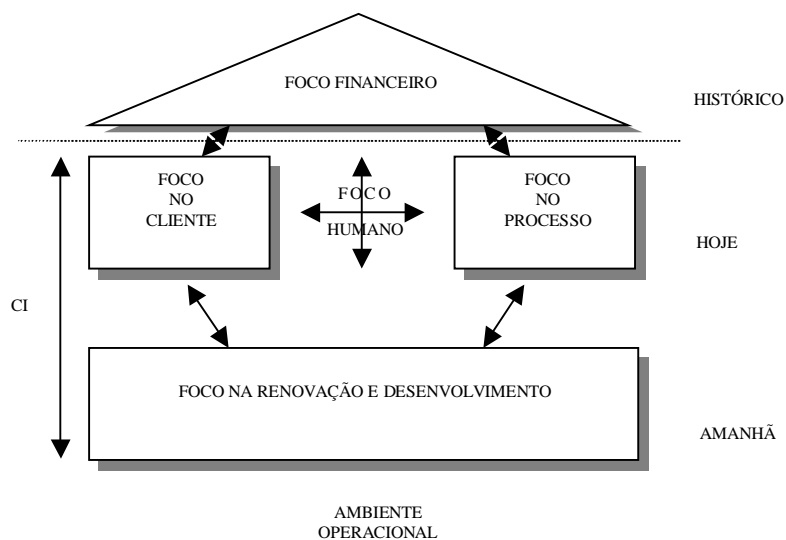 FOCO FINANCEIRO
HISTÓRICO
FOCO
NO
CLIENTE
FOCO
HUMANO
FOCO
NO
PROCESSO
HOJE
CI
FOCO NA RENOVAÇÃO E DESENVOLVIMENTO
AMANHÃ
AMBIENTE
OPERACIONAL